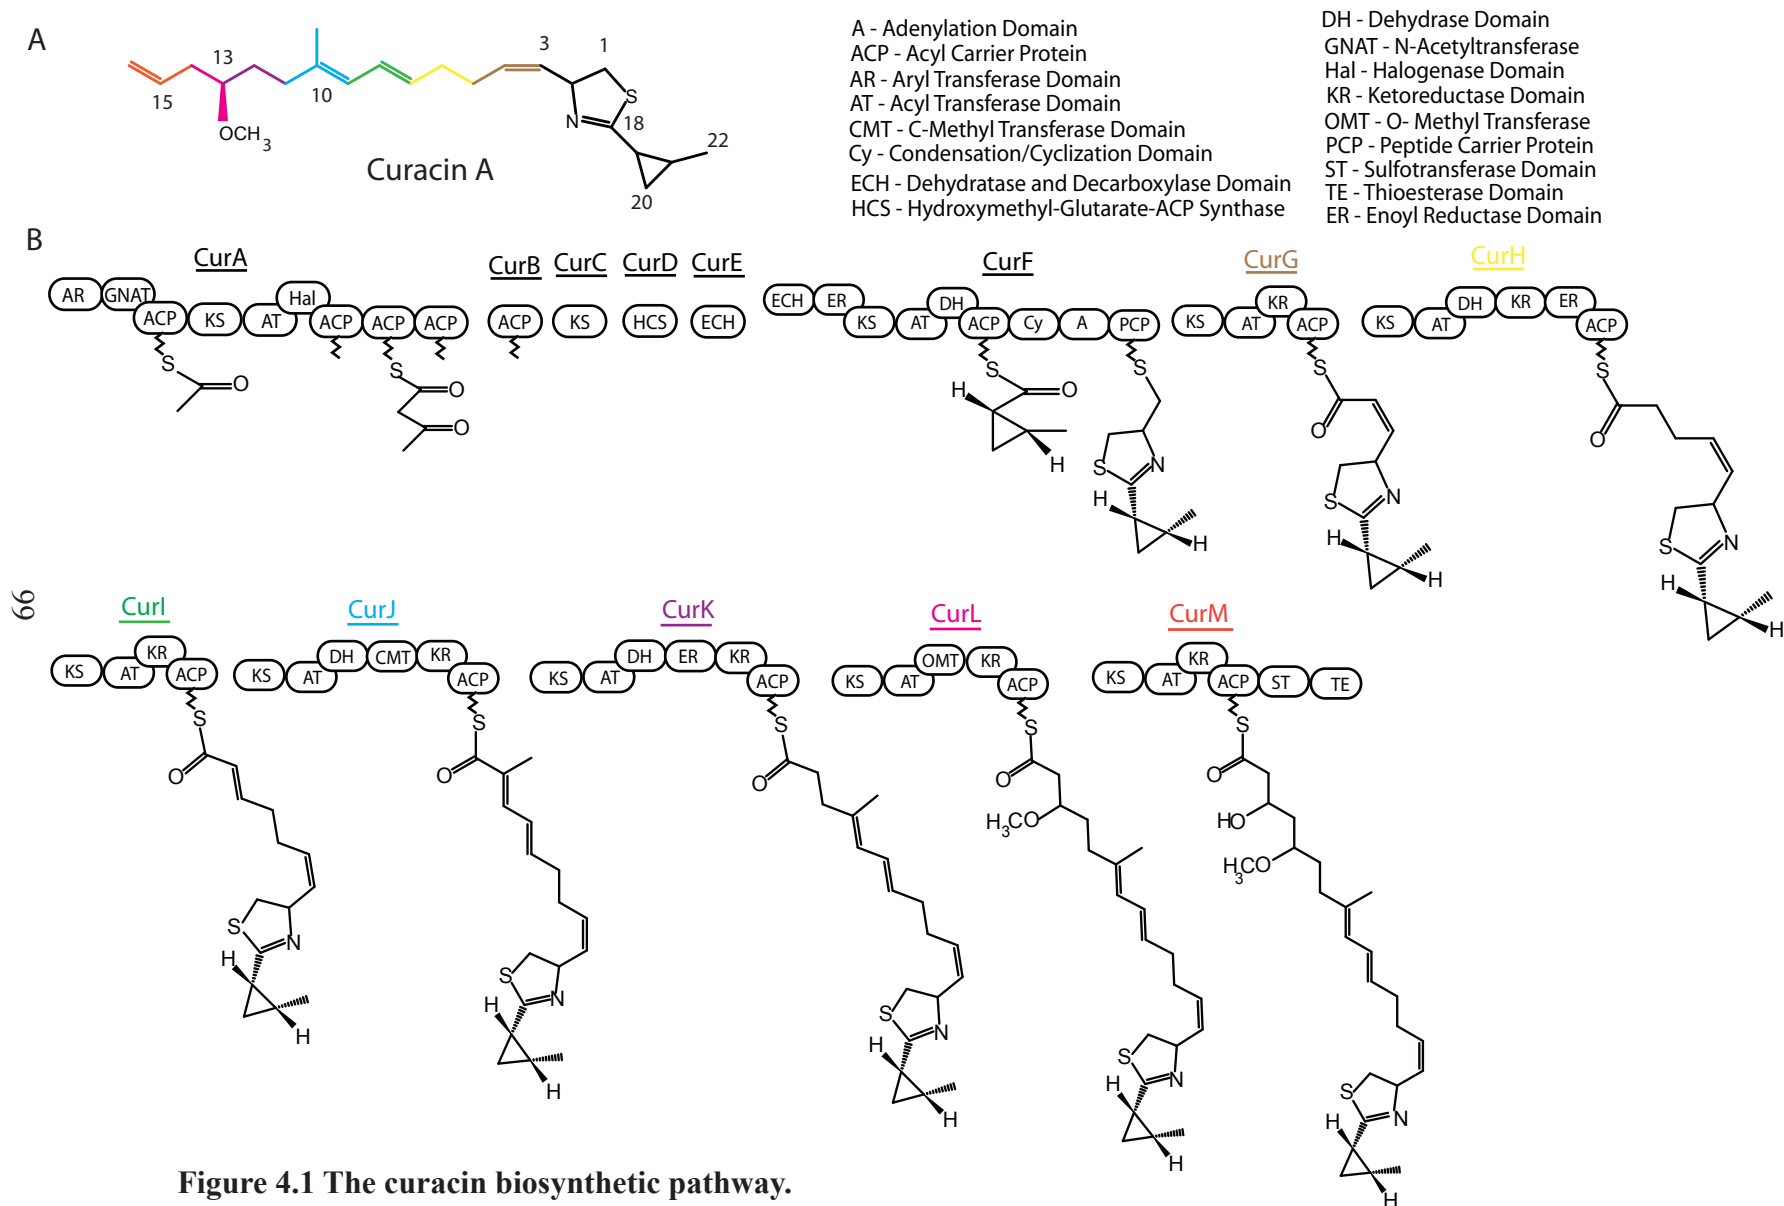 A
13
15
10
3
1
OCH3
S
N
18
22
20
Curacin A
A - Adenylation Domain
ACP - Acyl Carrier Protein
AR - Aryl Transferase Domain
AT - Acyl Transferase Domain
CMT - C-Methyl Transferase Domain
Cy - Condensation/Cyclization Domain
ECH - Dehydratase and Decarboxylase Domain
HCS - Hydroxymethyl-Glutarate-ACP Synthase
DH - Dehydrase Domain
GNAT - N-Acetyltransferase
Hal - Halogenase Domain
KR - Ketoreductase Domain
OMT - O- Methyl Transferase
PCP - Peptide Carrier Protein
ST - Sulfotransferase Domain
TE - Thioesterase Domain
ER - Enoyl Reductase Domain
B
CurA
AR GNAT ACP KS AT Hal ACP ACP ACP
S O
S O O
CurB
ACP
CurC
KS
CurD
HCS
CurE
ECH
CurF
ECH ER KS AT DH ACP Cy A PCP
S O H H
S S N H H
CurG
KS AT KR ACP
S O S N H H
CurH
KS AT DH KR ER ACP
S O S N H H
66
CurI
KS AT KR ACP
S O S N H H
CurJ
KS AT DH CMT KR ACP
S O S N H H
CurK
KS AT DH ER KR ACP
S O S N H H
CurL
KS AT OMT KR ACP
S O H3CO S N H H
CurM
KS AT KR ACP ST TE
S O HO H3CO S N H H
Figure 4.1 The curacin biosynthetic pathway.